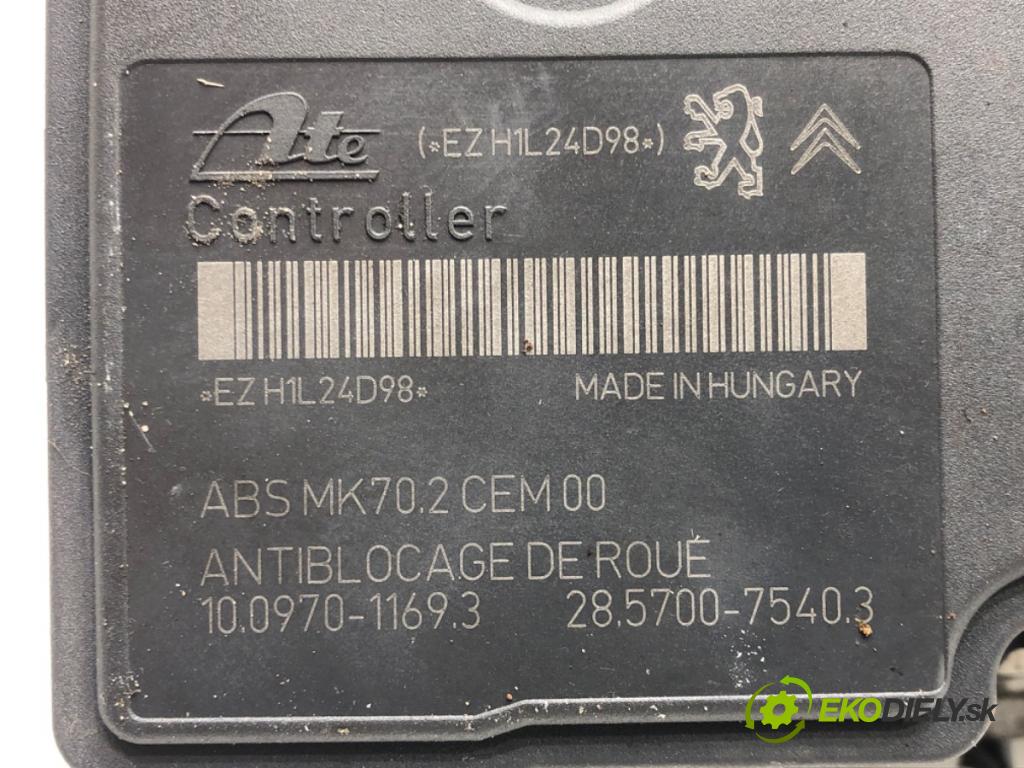 Ate (*EZ H1L24D98*)
Controller
*EZ H1L24D98* MADE IN HUNGARY
ABS MK70.2 CEM 00
ANTIBLOCAGE DE ROUE
10.0970-1169.3 28.5700-7540.3
EKODIELY.sk